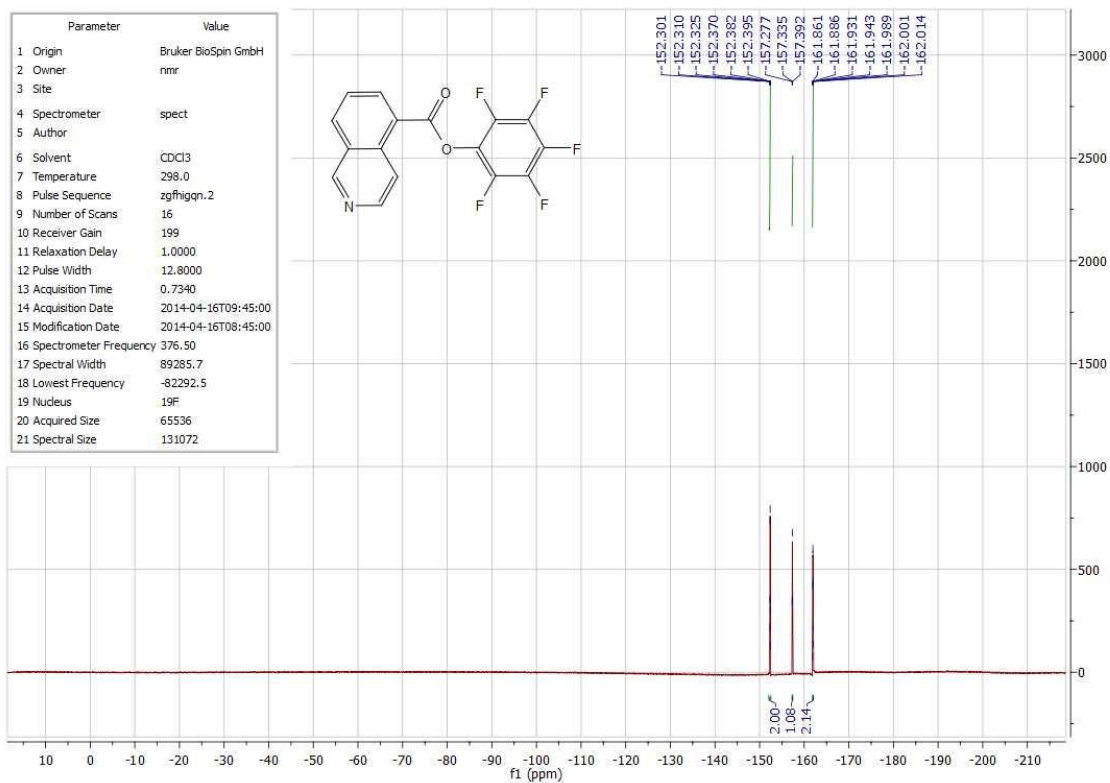 Parameter Value
1 Origin Bruker BioSpin GmbH
2 Owner nmr
3 Site
4 Spectrometer spect
5 Author
6 Solvent CDCl3
7 Temperature 298.0
8 Pulse Sequence zgfhigqn.2
9 Number of Scans 16
10 Receiver Gain 199
11 Relaxation Delay 1.0000
12 Pulse Width 12.8000
13 Acquisition Time 0.7340
14 Acquisition Date 2014-04-16T09:45:00
15 Modification Date 2014-04-16T08:45:00
16 Spectrometer Frequency 376.50
17 Spectral Width 89285.7
18 Lowest Frequency -82292.5
19 Nucleus 19F
20 Acquired Size 65536
21 Spectral Size 131072
O
F F
O F
F F
N
-152.301
-152.310
-152.325
-152.370
-152.382
-152.395
-157.277
-157.335
-157.392
-161.861
-161.886
-161.931
-161.943
-161.989
-162.001
-162.014
3000
2500
2000
1500
1000
500
0
2.00
1.08
2.14
10 0 -10 -20 -30 -40 -50 -60 -70 -80 -90 -100 -110 -120 -130 -140 -150 -160 -170 -180 -190 -200 -210
f1 (ppm)